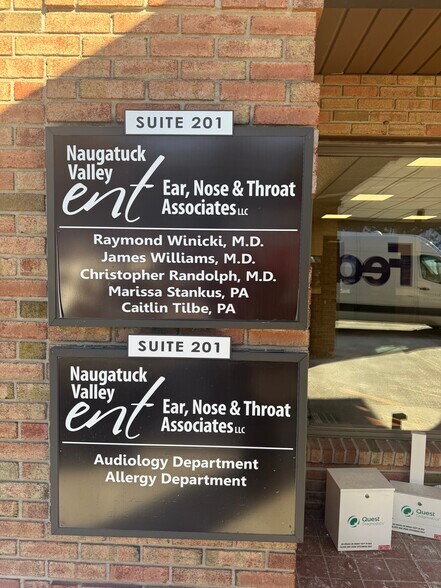 SUITE 201
Naugatuck
Valley
ent
Ear, Nose & Throat
Associates LLC
Raymond Winicki, M.D.
James Williams, M.D.
Christopher Randolph, M.D.
Marissa Stankus, PA
Caitlin Tilbe, PA
SUITE 201
Naugatuck
Valley
ent
Ear, Nose & Throat
Associates LLC
Audiology Department
Allergy Department
Fe
Quest
Quest